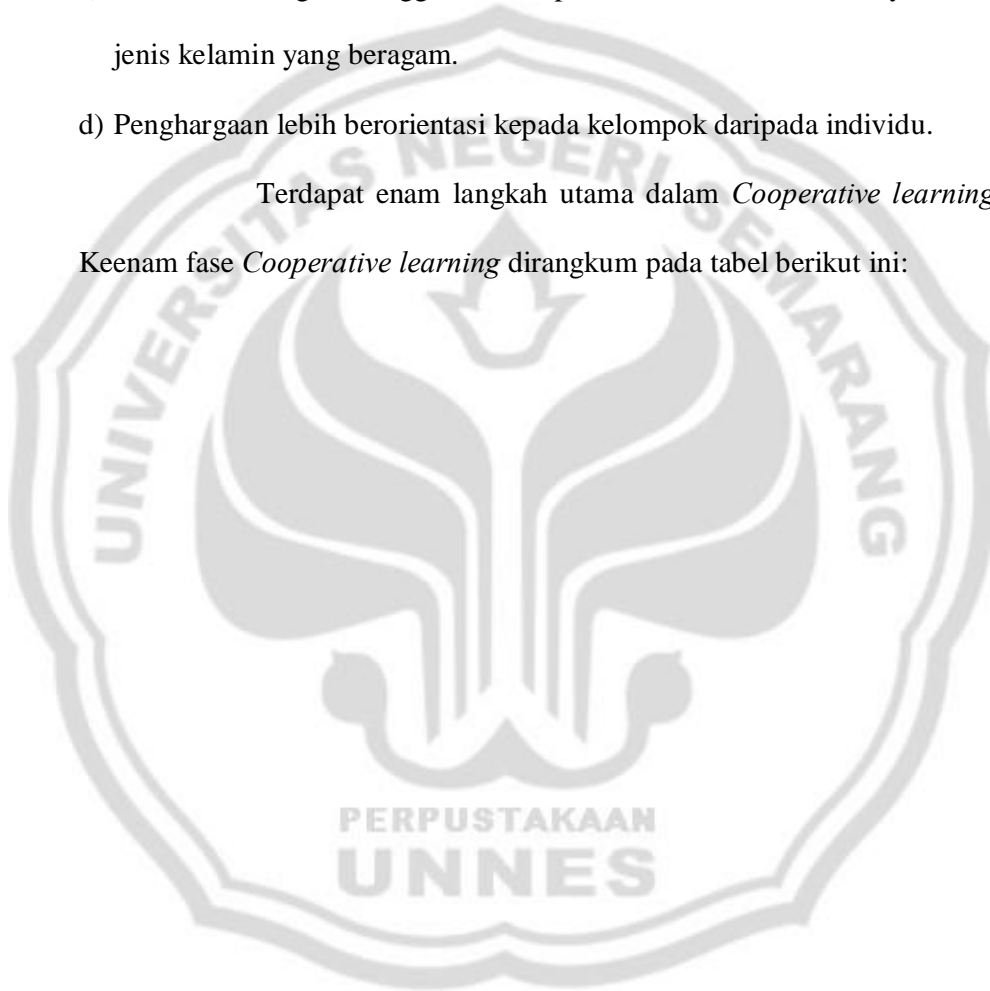 jenis kelamin yang beragam.
d) Penghargaan lebih berorientasi kepada kelompok daripada individu.
Terdapat enam langkah utama dalam Cooperative learning
Keenam fase Cooperative learning dirangkum pada tabel berikut ini:
UNIVERSITAS NEGERI SEMARANG
PERPUSTAKAAN
UNNES